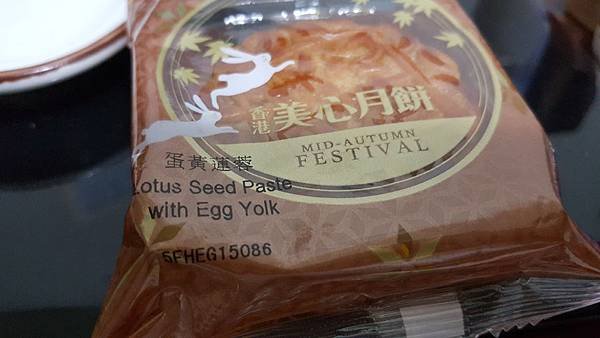 香港
美心月餅
MID-AUTUMN
FESTIVAL
蛋黃蓮蓉
Lotus Seed Paste
with Egg Yolk
5FHEG15086